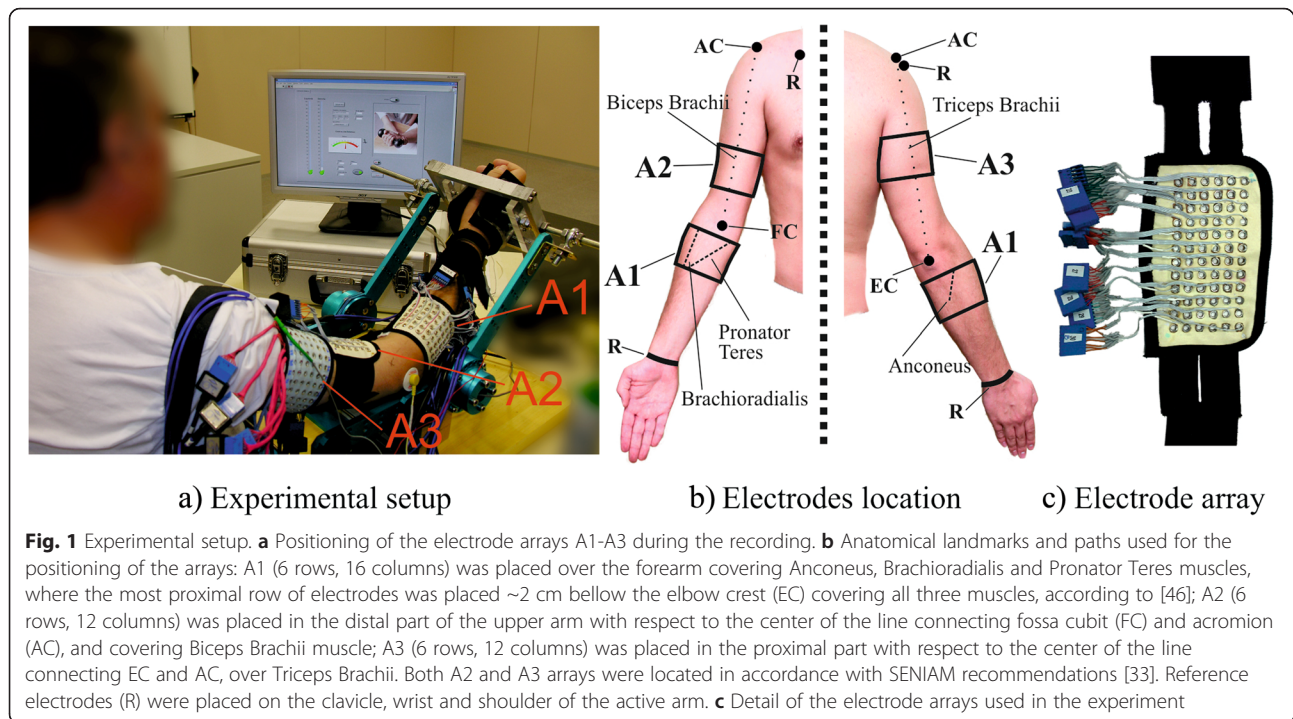 A1
A2
A3
a) Experimental setup
AC
R
Biceps Brachii
A2
FC
A1
Pronator
Teres
R
Brachioradialis
AC
R
Triceps Brachii
A3
A1
EC
Anconeus
R
b) Electrodes location
c) Electrode array
Fig. 1 Experimental setup. a Positioning of the electrode arrays A1-A3 during the recording. b Anatomical landmarks and paths used for the
positioning of the arrays: A1 (6 rows, 16 columns) was placed over the forearm covering Anconeus, Brachioradialis and Pronator Teres muscles,
where the most proximal row of electrodes was placed ~2 cm bellow the elbow crest (EC) covering all three muscles, according to [46]; A2 (6
rows, 12 columns) was placed in the distal part of the upper arm with respect to the center of the line connecting fossa cubit (FC) and acromion
(AC), and covering Biceps Brachii muscle; A3 (6 rows, 12 columns) was placed in the proximal part with respect to the center of the line
connecting EC and AC, over Triceps Brachii. Both A2 and A3 arrays were located in accordance with SENIAM recommendations [33]. Reference
electrodes (R) were placed on the clavicle, wrist and shoulder of the active arm. c Detail of the electrode arrays used in the experiment